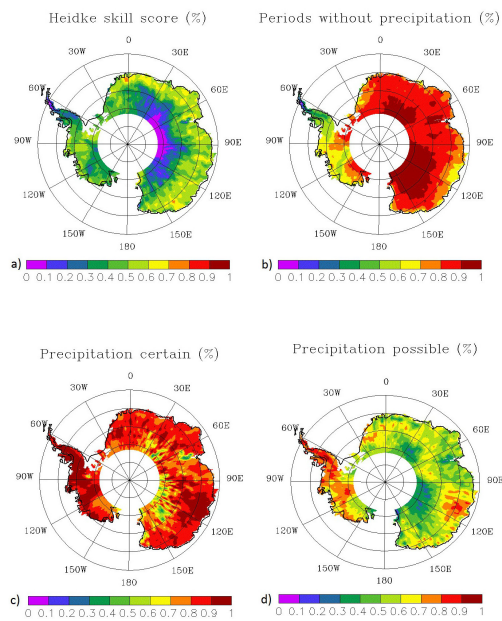 Heidke skill score (%)
0
30W
30E
60W
60E
90W
90E
120W
120E
150W
150E
180
a)
0 0.1 0.2 0.3 0.4 0.5 0.6 0.7 0.8 0.9 1
Periods without precipitation (%)
0
30W
30E
60W
60E
90W
90E
120W
120E
150W
150E
180
b)
0 0.1 0.2 0.3 0.4 0.5 0.6 0.7 0.8 0.9 1
Precipitation certain (%)
0
30W
30E
60W
60E
90W
90E
120W
120E
150W
150E
180
c)
0 0.1 0.2 0.3 0.4 0.5 0.6 0.7 0.8 0.9 1
Precipitation possible (%)
0
30W
30E
60W
60E
90W
90E
120W
120E
150W
150E
180
d)
0 0.1 0.2 0.3 0.4 0.5 0.6 0.7 0.8 0.9 1